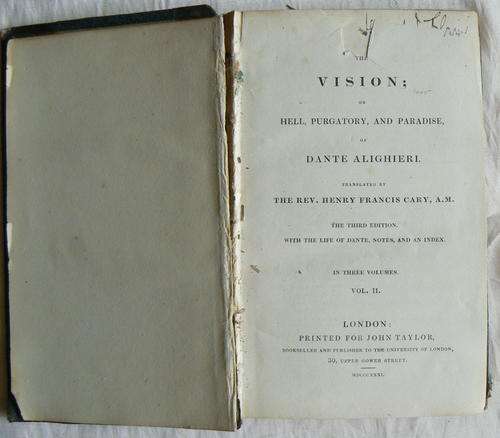 THE
VISION;
OR
HELL, PURGATORY, AND PARADISE,
OF
DANTE ALIGHIERI.
TRANSLATED BY
THE REV. HENRY FRANCIS CARY, A.M.
THE THIRD EDITION.
WITH THE LIFE OF DANTE, NOTES, AND AN INDEX.
IN THREE VOLUMES.
VOL. II.
LONDON:
PRINTED FOR JOHN TAYLOR,
BOOKSELLER AND PUBLISHER TO THE UNIVERSITY OF LONDON,
30, UPPER GOWER STREET.
MDCCCXXXI.